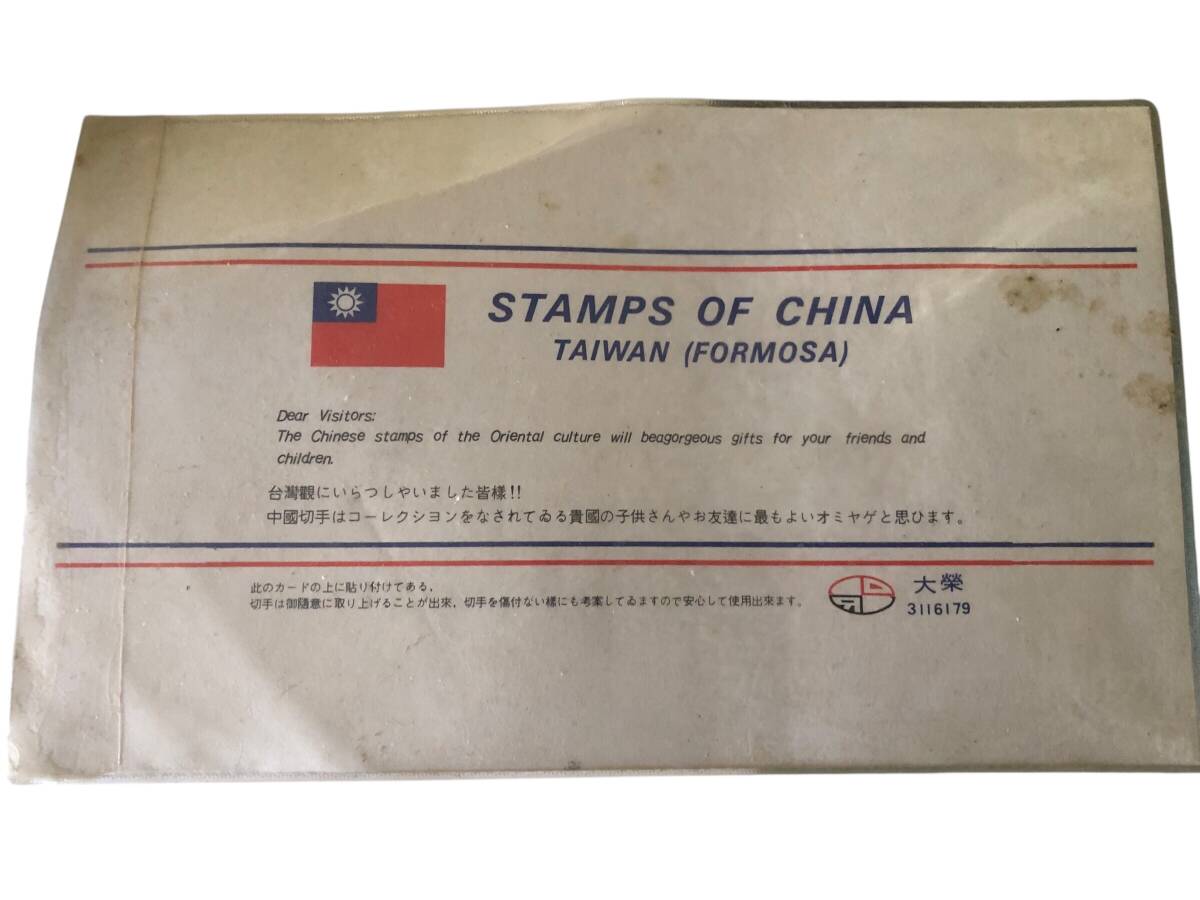 STAMPS OF CHINA
TAIWAN (FORMOSA)
Dear Visitors:
The Chinese stamps of the Oriental culture will beagorgeous gifts for your friends and
children.
台灣觀にいらつしやいました皆樣!!
中國切手はコーレクシヨンをなされてゐる貴國の子供さんやお友達に最もよいオミヤゲと思ひます。
此のカードの上に貼り付けてある,
切手は御隨意に取り上げることが出來,切手を傷付ない樣にも考案してゐますので安心して使用出來ます。
大榮
3116179